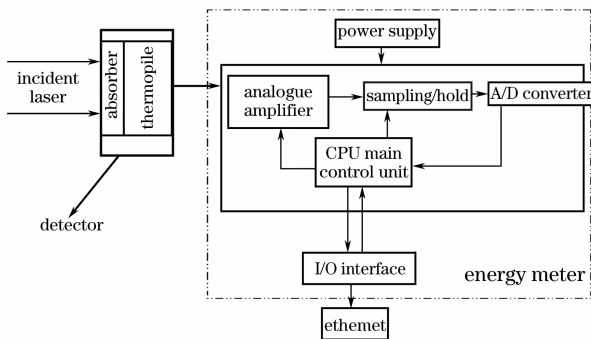 power supply
incident
laser
absorber
thermopile
analogue
amplifier
sampling/hold
A/D converter
CPU main
control unit
detector
I/O interface
energy meter
ethemet